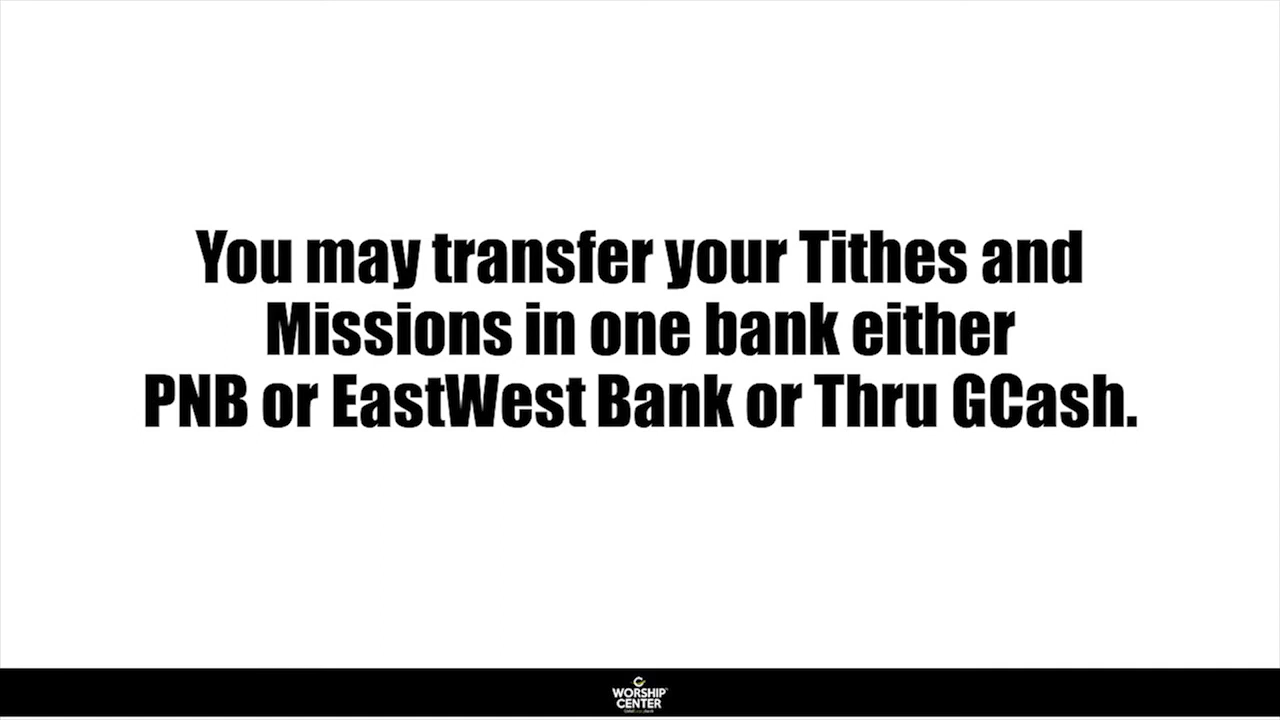 You may transfer your Tithes and
Missions in one bank either
PNB or EastWest Bank or Thru GCash.
WORSHIP
CENTER